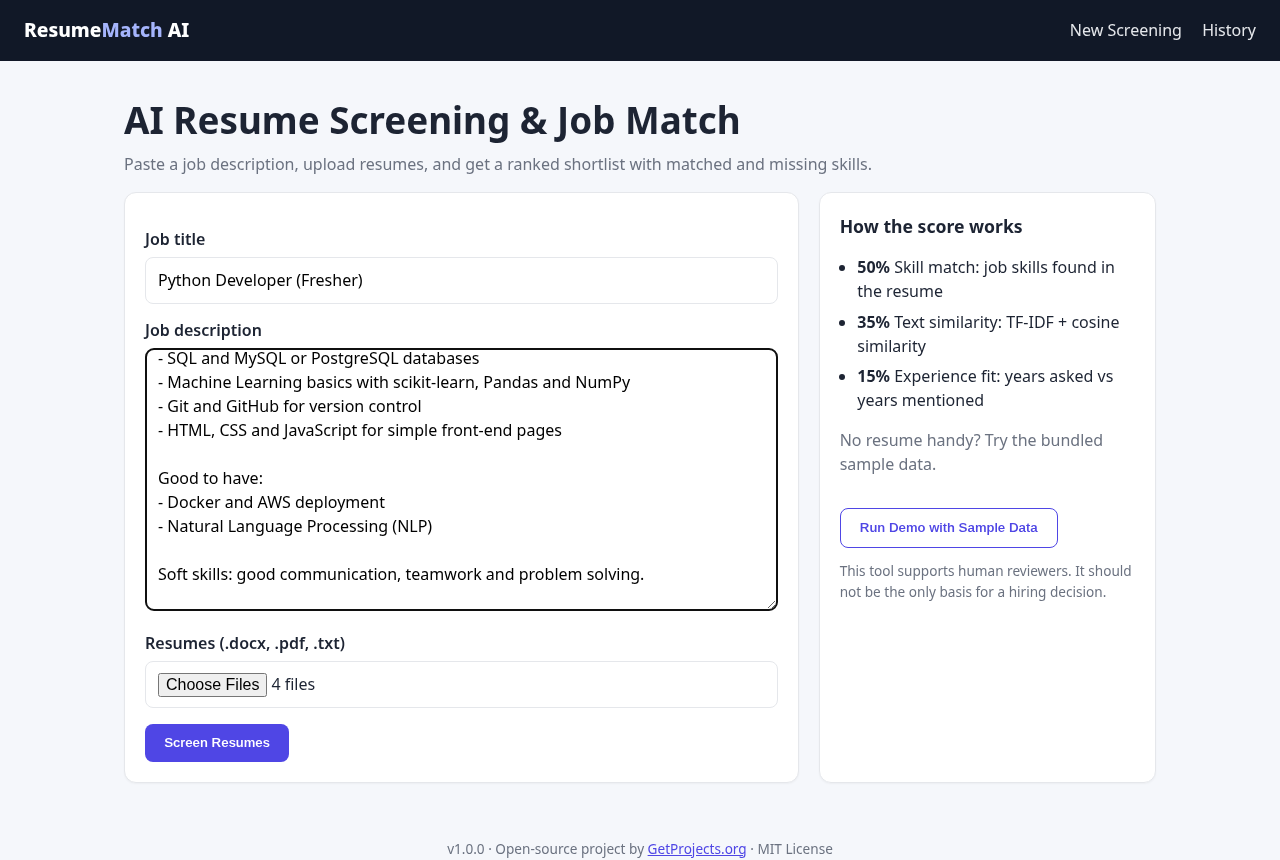 ResumeMatch AI
New Screening
History
AI Resume Screening & Job Match
Paste a job description, upload resumes, and get a ranked shortlist with matched and missing skills.
Job title
Python Developer (Fresher)
Job description
- SQL and MySQL or PostgreSQL databases
- Machine Learning basics with scikit-learn, Pandas and NumPy
- Git and GitHub for version control
- HTML, CSS and JavaScript for simple front-end pages
Good to have:
- Docker and AWS deployment
- Natural Language Processing (NLP)
Soft skills: good communication, teamwork and problem solving.
Resumes (.docx, .pdf, .txt)
Choose Files 4 files
Screen Resumes
How the score works
50% Skill match: job skills found in
the resume
35% Text similarity: TF-IDF + cosine
similarity
15% Experience fit: years asked vs
years mentioned
No resume handy? Try the bundled
sample data.
Run Demo with Sample Data
This tool supports human reviewers. It should
not be the only basis for a hiring decision.
v1.0.0 · Open-source project by GetProjects.org · MIT License